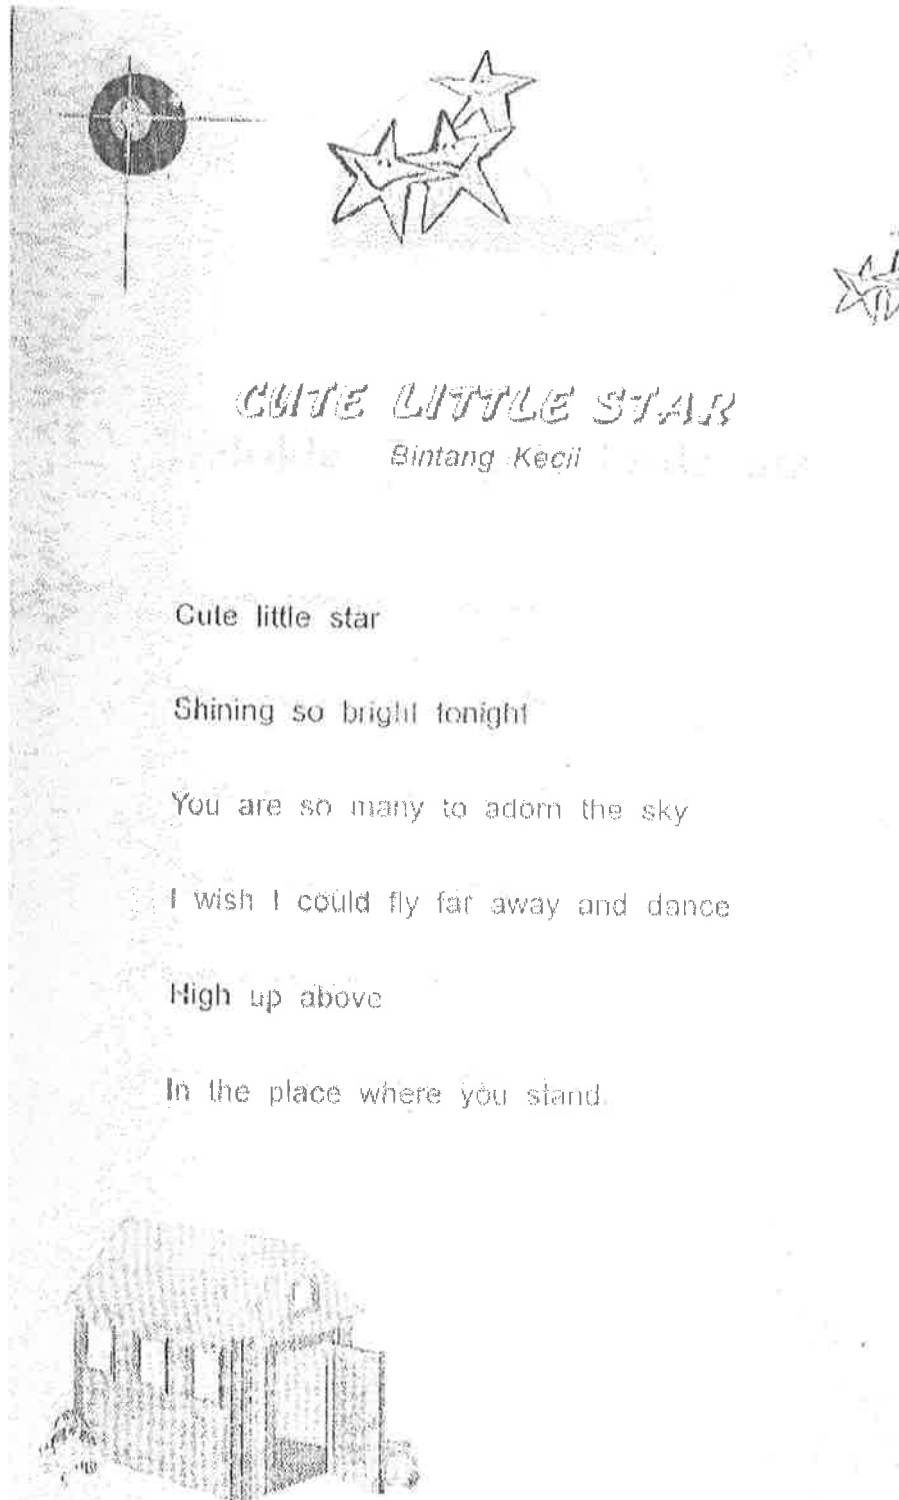 CUTE LITTLE STAR
Bintang Kecil
Cute little star
Shining so bright tonight
You are so many to adorn the sky
I wish I could fly far away and dance
High up above
In the place where you stand.